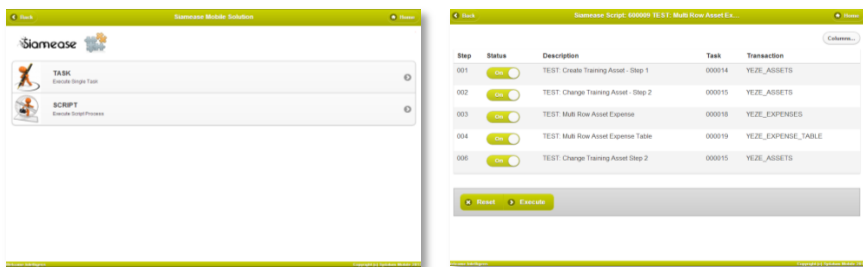 Back
Siamease Mobile Solution
Home
Siamease
TASK
Execute Single Task
SCRIPT
Execute Script Process
Back
Siamease Script: 600009 TEST: Multi Row Asset Ex...
Home
Columns...
Step Status Description Task Transaction
001 On TEST: Create Training Asset - Step 1 000014 YEZE_ASSETS
002 On TEST: Change Training Asset - Step 2 000015 YEZE_ASSETS
003 On TEST: Multi Row Asset Expense 000018 YEZE_EXPENSES
004 On TEST: Multi Row Asset Expense Table 000019 YEZE_EXPENSE_TABLE
006 On TEST: Change Training Asset Step 2 000015 YEZE_ASSETS
Reset Execute